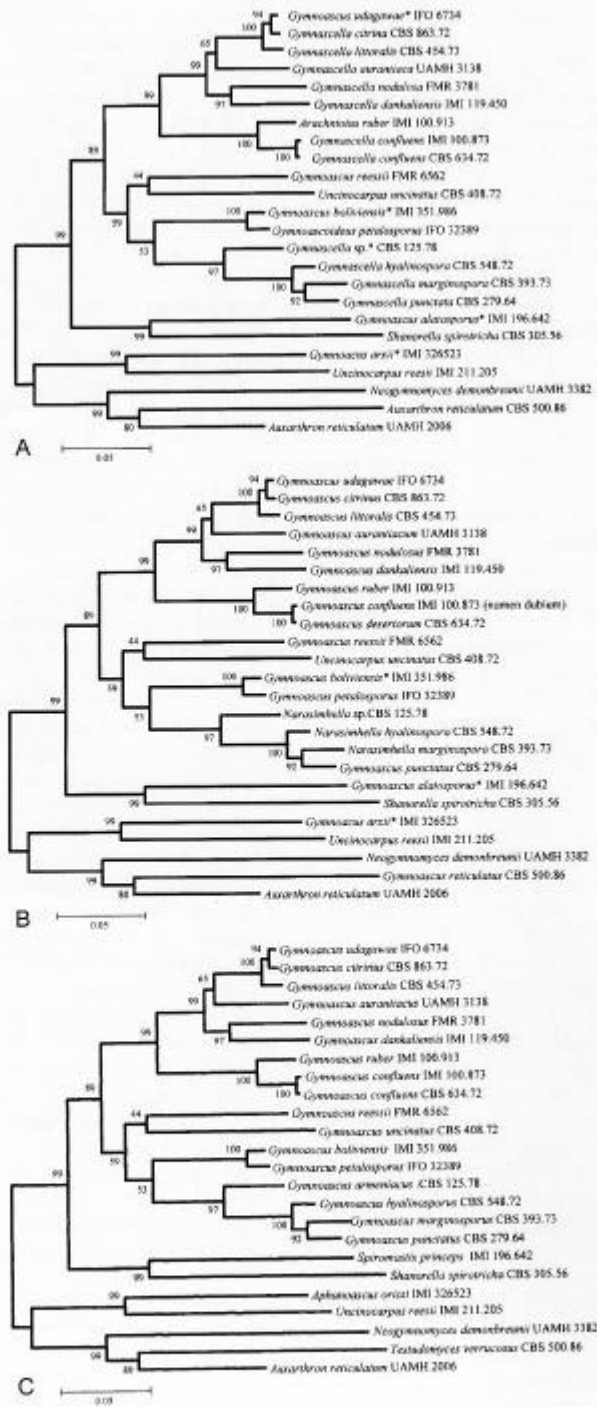 94
Gymnoascus udagawae* IFO 6734
100
Gymnascella citrina CBS 863.72
65
Gymnascella littoralis CBS 454.73
99
Gymnascella aurantiaca UAMH 3138
Gymnascella nodulosa FMR 3781
97
Gymnascella dankaliensis IMI 119.450
99
Arachniotus ruber IMI 100.913
100
Gymnascella confluens IMI 100.873
100
Gymnascella confluens CBS 634.72
89
44
Gymnoascus reessii FMR 6562
Uncinocarpus uncinatus CBS 408.72
59
100
Gymnoascus boliviensis* IMI 351.986
Gymnoascoideus petalosporus IFO 32389
53
Gymnascella sp.* CBS 125.78
97
Gymnascella hyalinospora CBS 548.72
100
Gymnascella marginospora CBS 393.73
92
Gymnascella punctata CBS 279.64
99
Gymnoascus alatosporus* IMI 196.642
99
Shanorella spirotricha CBS 305.56
99
Gymnoacus arxii* IMI 326523
Uncinocarpus reesii IMI 211.205
Neogymnomyces demonbreunii UAMH 3382
99
Auxarthron reticulatum CBS 500.86
80
Auxarthron reticulatum UAMH 2006
A
94
Gymnoascus udagawae IFO 6734
100
Gymnoascus citrinus CBS 863.72
65
Gymnoascus littoralis CBS 454.73
99
Gymnoascus aurantiacum UAMH 3138
Gymnoascus nodulosus FMR 3781
97
Gymnoascus dankaliensis IMI 119.450
99
Gymnoascus ruber IMI 100.913
100
Gymnoascus confluens IMI 100.873 (nomen dubium)
100
Gymnoascus desertorum CBS 634.72
89
44
Gymnoascus reessii FMR 6562
Uncinocarpus uncinatus CBS 408.72
59
100
Gymnoascus boliviensis* IMI 351.986
Gymnoascus petalosporus IFO 32389
53
Narasimhella sp.CBS 125.78
97
Narasimhella hyalinospora CBS 548.72
100
Narasimhella marginospora CBS 393.73
92
Gymnoascus punctatus CBS 279.64
99
Gymnoascus alatosporus* IMI 196.642
99
Shanorella spirotricha CBS 305.56
99
Gymnoacus arxii* IMI 326523
Uncinocarpus reesii IMI 211.205
Neogymnomyces demonbreunii UAMH 3382
99
Gymnoascus reticulatus CBS 500.86
80
Auxarthron reticulatum UAMH 2006
B
0.05
94
Gymnoascus udagawae IFO 6734
100
Gymnoascus citrinus CBS 863.72
65
Gymnoascus littoralis CBS 454.73
99
Gymnoascus aurantiacus UAMH 3138
Gymnoascus nodulosus FMR 3781
97
Gymnoascus dankaliensis IMI 119.450
99
Gymnoascus ruber IMI 100.913
100
Gymnoascus confluens IMI 100.873
100
Gymnoascus confluens CBS 634.72
89
44
Gymnoascus reessii FMR 6562
Gymnoascus uncinatus CBS 408.72
59
100
Gymnoascus boliviensis IMI 351.986
Gymnoascus petalosporus IFO 32389
53
Gymnoascus armeniacus CBS 125.78
97
Gymnoascus hyalinosporus CBS 548.72
100
Gymnoascus marginosporus CBS 393.73
Gymnoascus punctatus CBS 279.64
99
Spiromastix princeps IMI 196.642
99
Shanorella spirotricha CBS 305.56
99
Aphanoascus orissi IMI 326523
Uncinocarpus reesii IMI 211.205
Neogymnomyces demonbreunii UAMH 3382
99
Testudomyces verrucosus CBS 500.86
Auxarthron reticulatum UAMH 2006
C